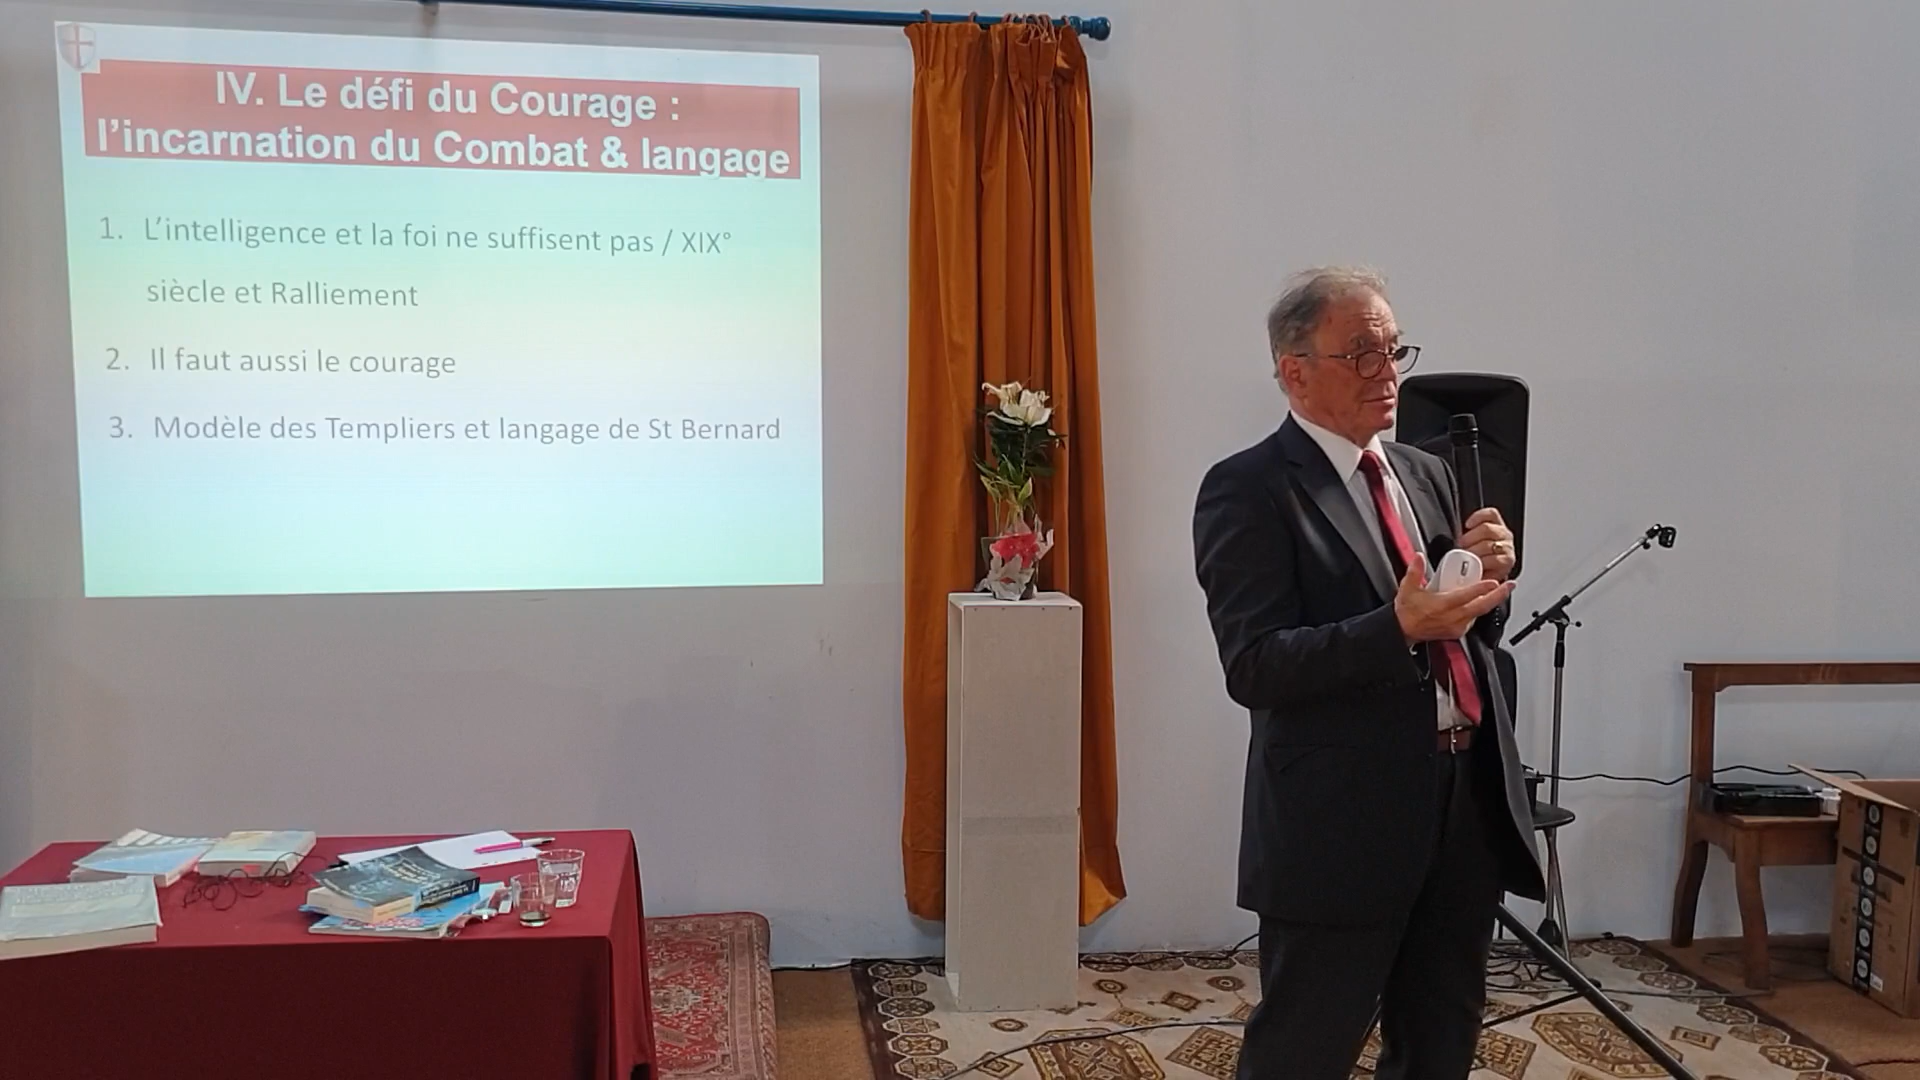 IV. Le défi du Courage :
l’incarnation du Combat & langage
1. L’intelligence et la foi ne suffisent pas / XIX°
siècle et Ralliement
2. Il faut aussi le courage
3. Modèle des Templiers et langage de St Bernard